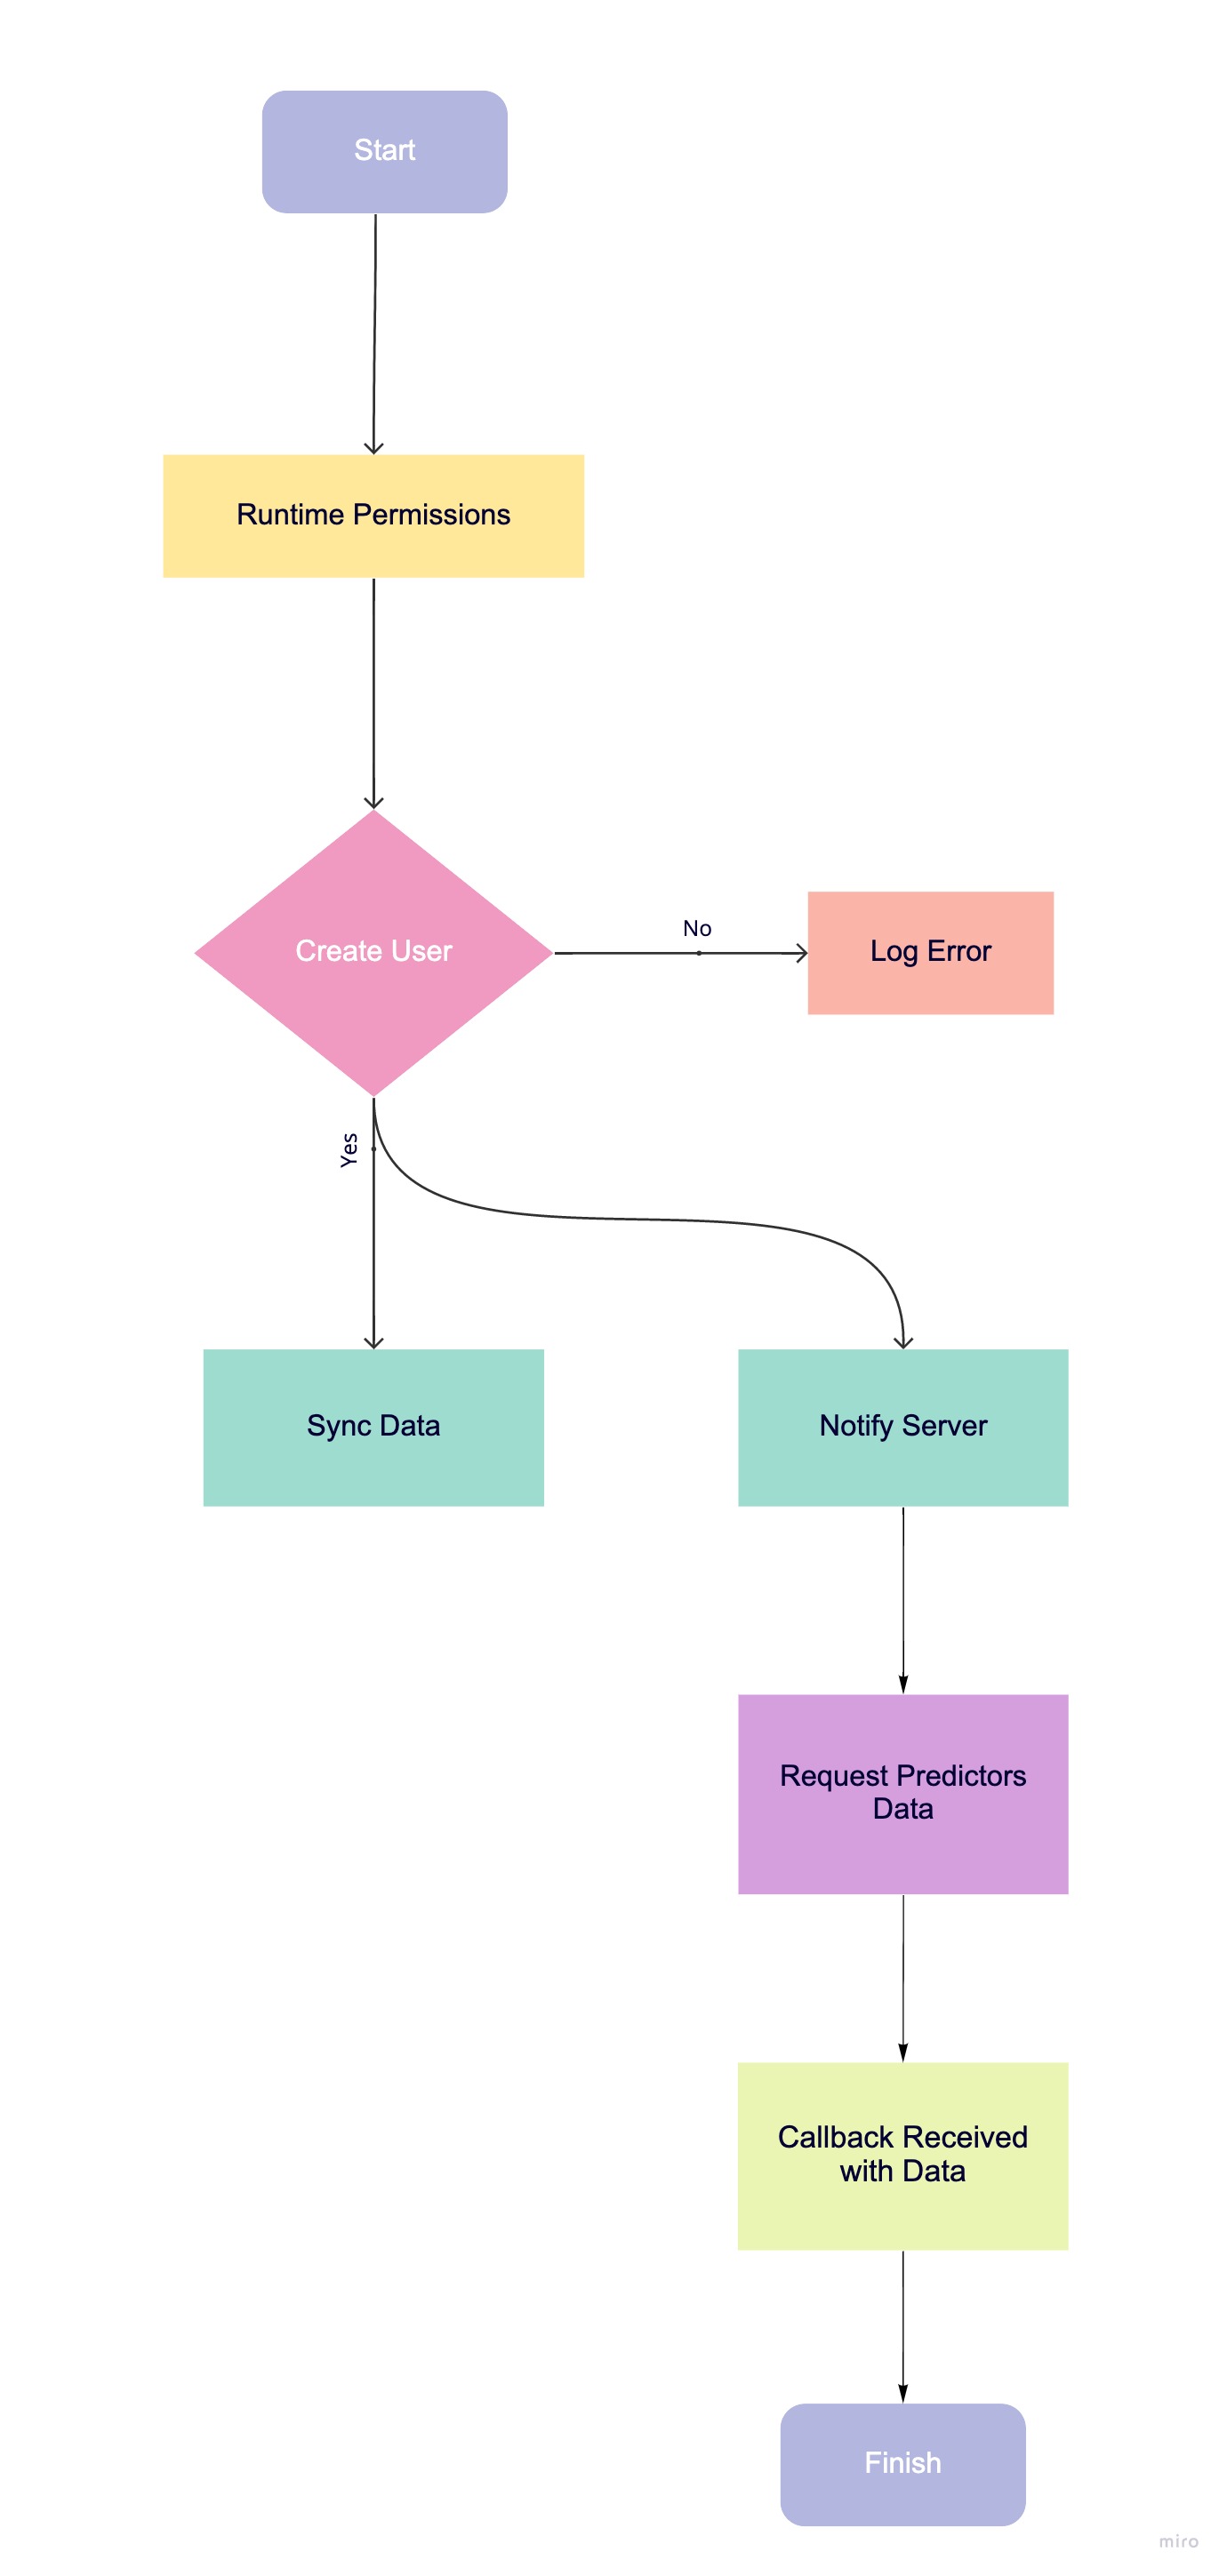 Start
Runtime Permissions
Create User
No
Log Error
Yes
Sync Data
Notify Server
Request Predictors
Data
Callback Received
with Data
Finish
miro